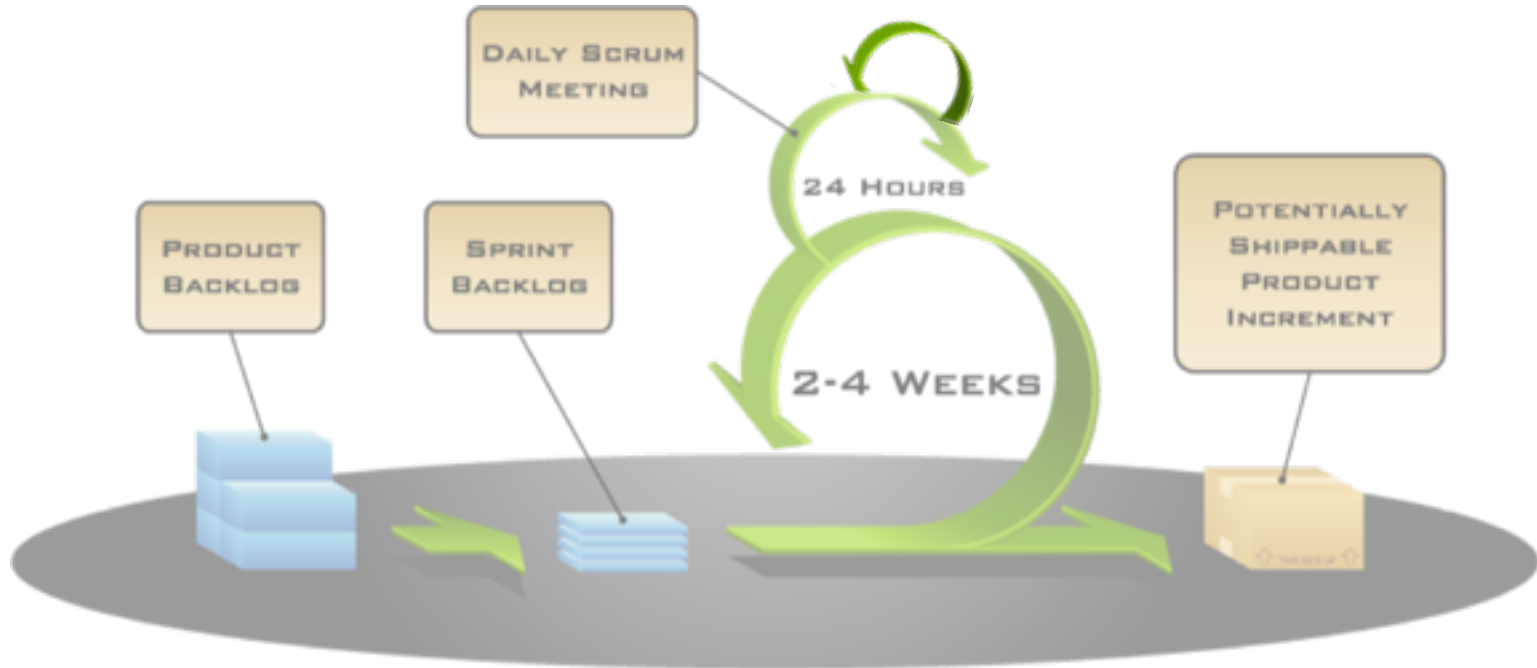 DAILY SCRUM
MEETING
24 HOURS
PRODUCT
BACKLOG
SPRINT
BACKLOG
POTENTIALLY
SHIPPABLE
PRODUCT
INCREMENT
2-4 WEEKS